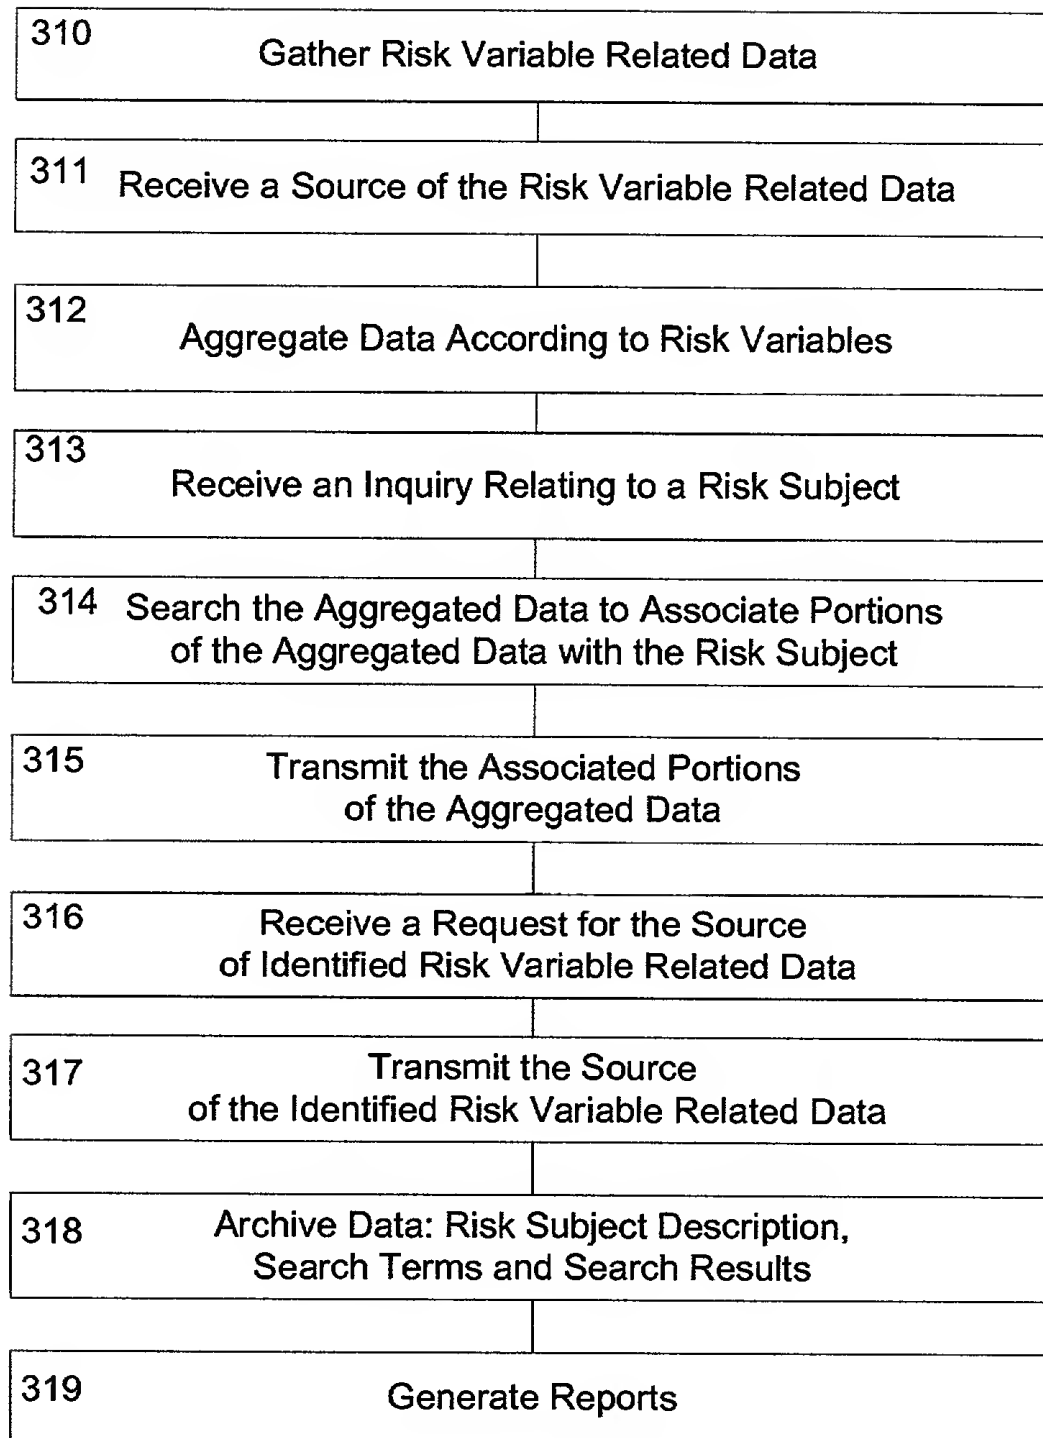 310
Gather Risk Variable Related Data
311
Receive a Source of the Risk Variable Related Data
312
Aggregate Data According to Risk Variables
313
Receive an Inquiry Relating to a Risk Subject
314 Search the Aggregated Data to Associate Portions
of the Aggregated Data with the Risk Subject
315
Transmit the Associated Portions
of the Aggregated Data
316
Receive a Request for the Source
of Identified Risk Variable Related Data
317
Transmit the Source
of the Identified Risk Variable Related Data
318
Archive Data: Risk Subject Description,
Search Terms and Search Results
319
Generate Reports